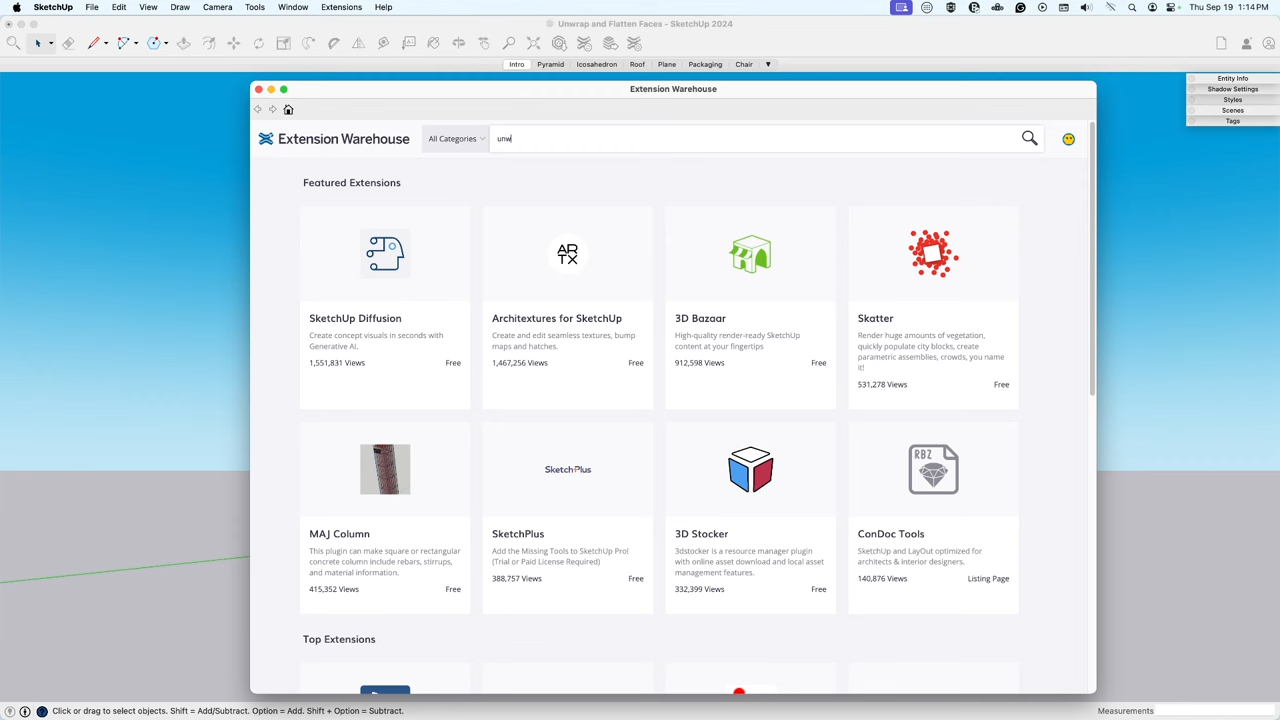 SketchUp File Edit View Draw Camera Tools Window Extensions Help Thu Sep 19 1:14 PM
Unwrap and Flatten Faces - SketchUp 2024
Intro Pyramid Icosahedron Roof Plane Packaging Chair
Entity Info
Shadow Settings
Styles
Scenes
Tags
Extension Warehouse
Extension Warehouse All Categories unw
Featured Extensions
AR
TX
RBZ
SketchUp Diffusion
Create concept visuals in seconds with
Generative AI.
1,551,831 Views Free
Architextures for SketchUp
Create and edit seamless textures, bump
maps and hatches.
1,467,256 Views Free
3D Bazaar
High-quality render-ready SketchUp
content at your fingertips
912,598 Views Free
Skatter
Render huge amounts of vegetation,
quickly populate city blocks, create
parametric assemblies, crowds, you name
it!
531,278 Views Free
SketchPlus
MAJ Column
This plugin can make square or rectangular
concrete column include rebars, stirrups,
and material information.
415,352 Views Free
SketchPlus
Add the Missing Tools to SketchUp Pro!
(Trial or Paid License Required)
388,757 Views Free
3D Stocker
3dstocker is a resource manager plugin
with online asset download and local asset
management features.
332,399 Views Free
ConDoc Tools
SketchUp and LayOut optimized for
architects & interior designers.
140,876 Views Listing Page
Top Extensions
Click or drag to select objects. Shift = Add/Subtract. Option = Add. Shift + Option = Subtract. Measurements